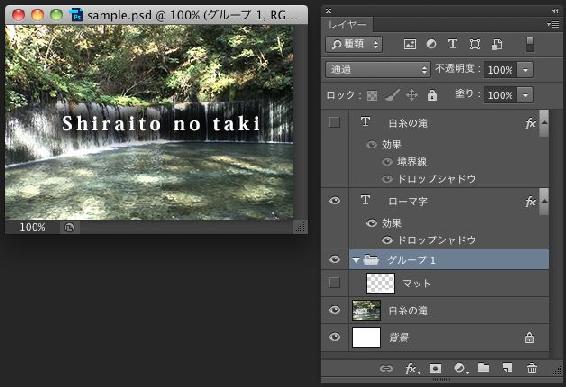 sample.psd @ 100% (グループ 1, RG...
Shiraito no taki
100%
レイヤー
種類
通過
不透明度: 100%
ロック:
塗り: 100%
T 白糸の滝 fx
効果
境界線
ドロップシャドウ
T ローマ字 fx
効果
ドロップシャドウ
グループ 1
マット
白糸の滝
背景
fx